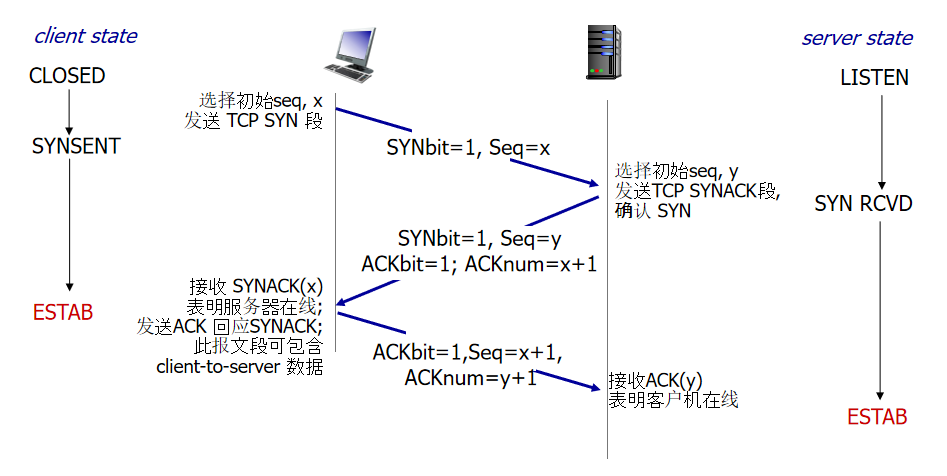 client state
server state
CLOSED
LISTEN
选择初始seq, x
发送 TCP SYN 段
SYNSENT
SYNbit=1, Seq=x
选择初始seq, y
发送TCP SYNACK段,
确认 SYN
SYN RCVD
SYNbit=1, Seq=y
ACKbit=1; ACKnum=x+1
接收 SYNACK(x)
表明服务器在线;
发送ACK 回应SYNACK;
此报文段可包含
client-to-server 数据
ESTAB
ACKbit=1,Seq=x+1,
ACKnum=y+1
接收ACK(y)
表明客户机在线
ESTAB